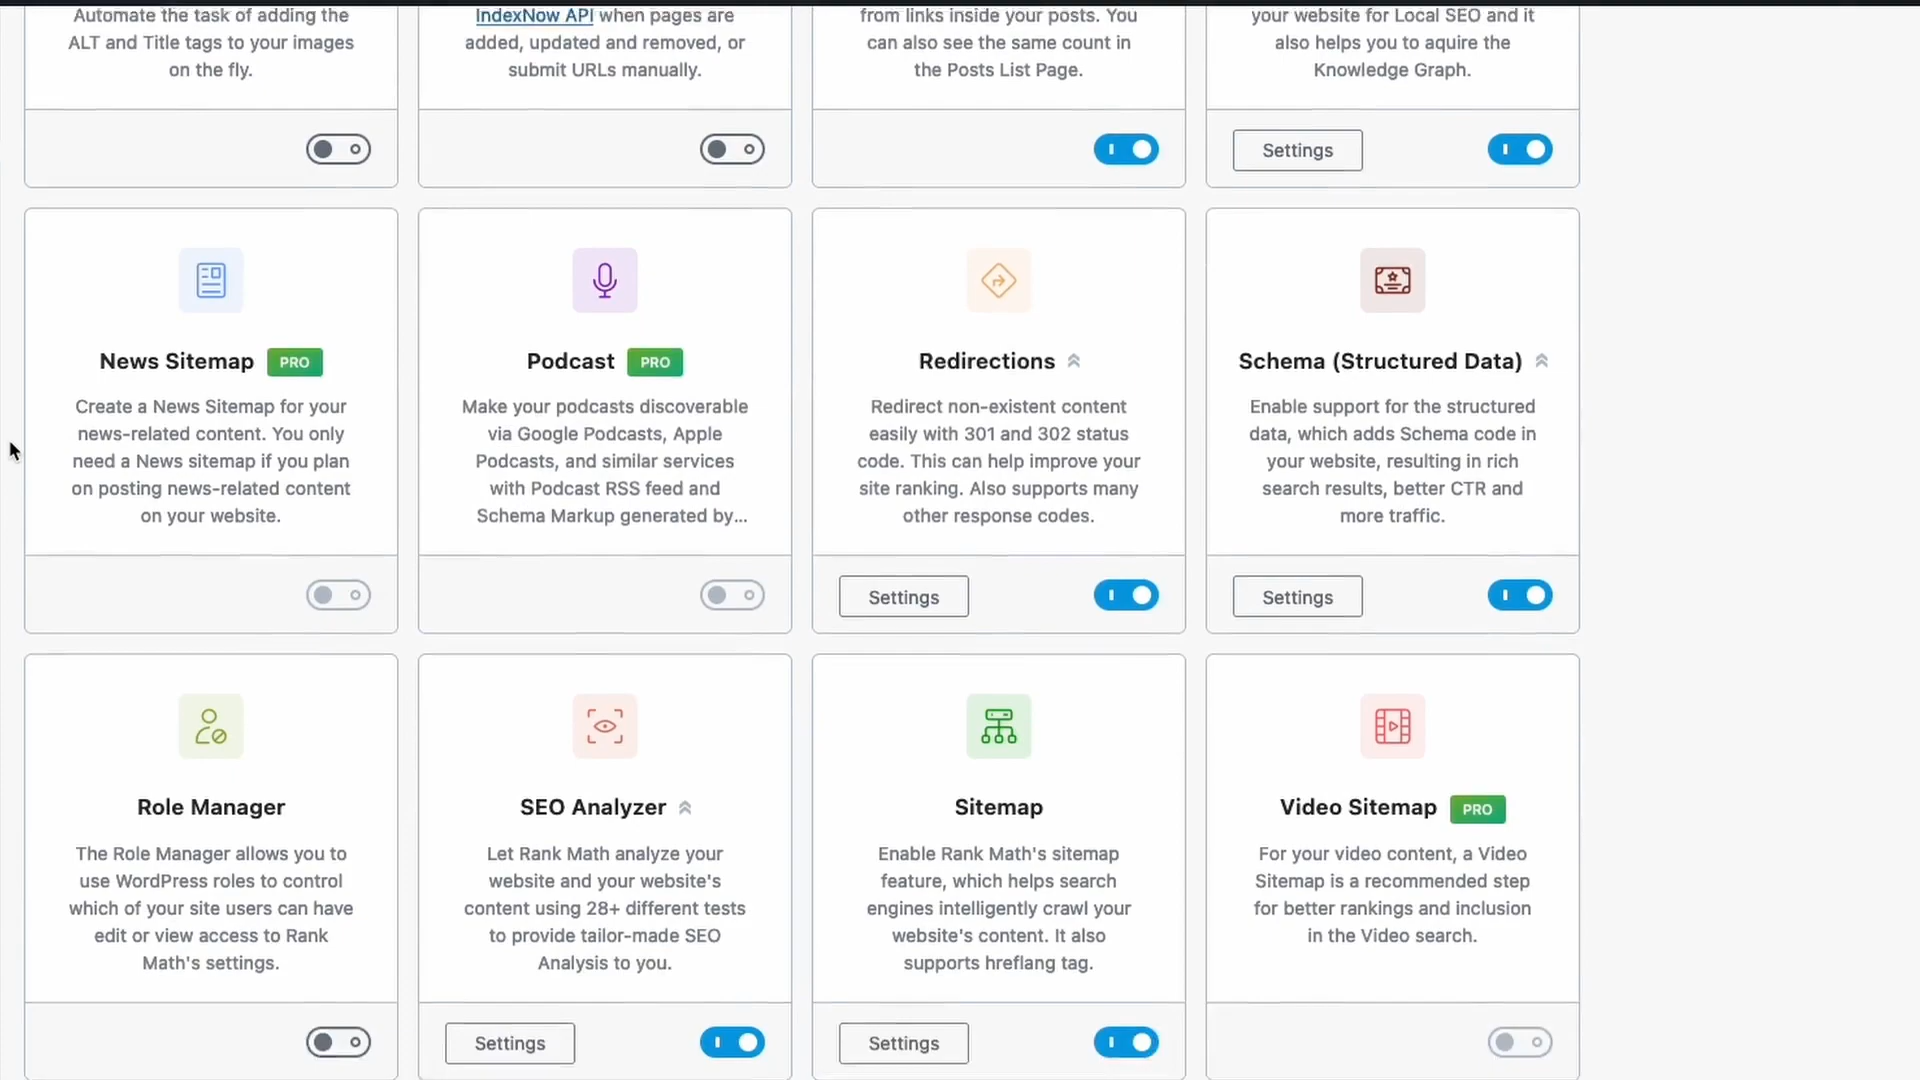 Automate the task of adding the
ALT and Title tags to your images
on the fly.
IndexNow API when pages are
added, updated and removed, or
submit URLs manually.
from links inside your posts. You
can also see the same count in
the Posts List Page.
your website for Local SEO and it
also helps you to aquire the
Knowledge Graph.
Settings
News Sitemap PRO
Create a News Sitemap for your
news-related content. You only
need a News sitemap if you plan
on posting news-related content
on your website.
Podcast PRO
Make your podcasts discoverable
via Google Podcasts, Apple
Podcasts, and similar services
with Podcast RSS feed and
Schema Markup generated by...
Redirections
Redirect non-existent content
easily with 301 and 302 status
code. This can help improve your
site ranking. Also supports many
other response codes.
Settings
Schema (Structured Data)
Enable support for the structured
data, which adds Schema code in
your website, resulting in rich
search results, better CTR and
more traffic.
Settings
Role Manager
The Role Manager allows you to
use WordPress roles to control
which of your site users can have
edit or view access to Rank
Math's settings.
SEO Analyzer
Let Rank Math analyze your
website and your website's
content using 28+ different tests
to provide tailor-made SEO
Analysis to you.
Settings
Sitemap
Enable Rank Math's sitemap
feature, which helps search
engines intelligently crawl your
website's content. It also
supports hreflang tag.
Settings
Video Sitemap PRO
For your video content, a Video
Sitemap is a recommended step
for better rankings and inclusion
in the Video search.